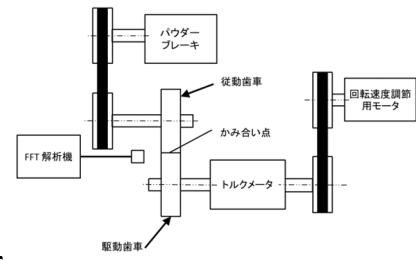 パウダー
ブレーキ
従動歯車
回転速度調節
用モータ
かみ合い点
FFT 解析機
トルクメータ
駆動歯車